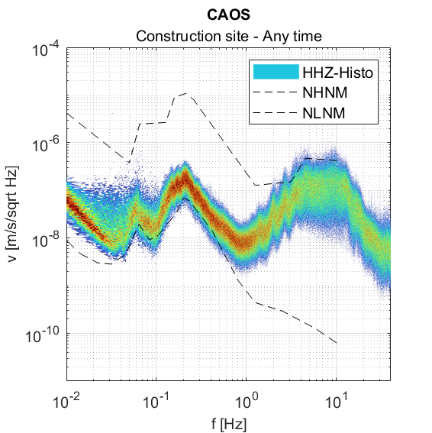 CAOS
Construction site - Any time
HHZ-Histo
NHNM
NLNM
v [m/s/sqrt Hz]
10^-4
10^-6
10^-8
10^-10
10^-2
10^-1
10^0
10^1
f [Hz]